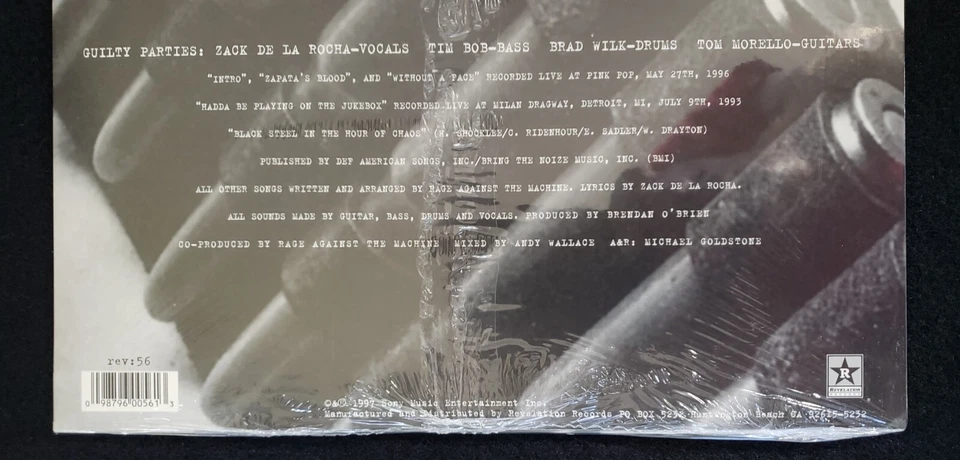 GUILTY PARTIES: ZACK DE LA ROCHA-VOCALS TIM BOB-BASS BRAD WILK-DRUMS TOM MORELLO-GUITARS
"INTRO", "ZAPATA'S BLOOD", AND "WITHOUT A FACE" RECORDED LIVE AT PINK POP, MAY 27TH, 1996
"HADDA BE PLAYING ON THE JUKEBOX" RECORDED LIVE AT MILAN DRAGWAY, DETROIT, MI, JULY 9TH, 1993
"BLACK STEEL IN THE HOUR OF CHAOS" (H. SHOCKLEE/C. RIDENHOUR/E. SADLER/W. DRAYTON)
PUBLISHED BY DEF AMERICAN SONGS, INC./BRING THE NOIZE MUSIC, INC. (BMI)
ALL OTHER SONGS WRITTEN AND ARRANGED BY RAGE AGAINST THE MACHINE. LYRICS BY ZACK DE LA ROCHA.
ALL SOUNDS MADE BY GUITAR, BASS, DRUMS AND VOCALS. PRODUCED BY BRENDAN O'BRIEN
CO-PRODUCED BY RAGE AGAINST THE MACHINE MIXED BY ANDY WALLACE A&R: MICHAEL GOLDSTONE
rev:56
0 98796 00561 3
R
REVELATION
©&℗ 1997 Sony Music Entertainment Inc.
Manufactured and Distributed by Revelation Records PO BOX 5232 Huntington Beach CA 92615-5232